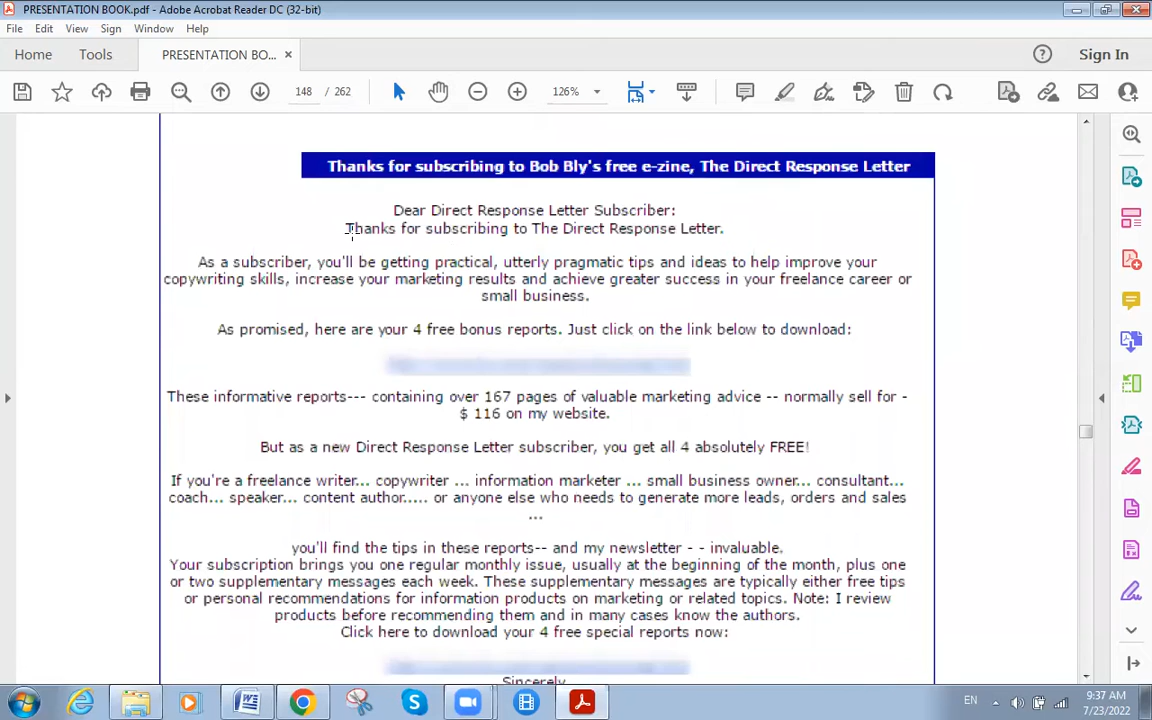 PRESENTATION BOOK.pdf - Adobe Acrobat Reader DC (32-bit)
File Edit View Sign Window Help
Home Tools PRESENTATION BO... × Sign In
148 / 262 126%
Thanks for subscribing to Bob Bly's free e-zine, The Direct Response Letter
Dear Direct Response Letter Subscriber:
Thanks for subscribing to The Direct Response Letter.
As a subscriber, you'll be getting practical, utterly pragmatic tips and ideas to help improve your
copywriting skills, increase your marketing results and achieve greater success in your freelance career or
small business.
As promised, here are your 4 free bonus reports. Just click on the link below to download:
These informative reports--- containing over 167 pages of valuable marketing advice -- normally sell for -
$ 116 on my website.
But as a new Direct Response Letter subscriber, you get all 4 absolutely FREE!
If you're a freelance writer... copywriter ... information marketer ... small business owner... consultant...
coach... speaker... content author..... or anyone else who needs to generate more leads, orders and sales
...
you'll find the tips in these reports-- and my newsletter - - invaluable.
Your subscription brings you one regular monthly issue, usually at the beginning of the month, plus one
or two supplementary messages each week. These supplementary messages are typically either free tips
or personal recommendations for information products on marketing or related topics. Note: I review
products before recommending them and in many cases know the authors.
Click here to download your 4 free special reports now:
Sincerely
EN 9:37 AM
7/23/2022